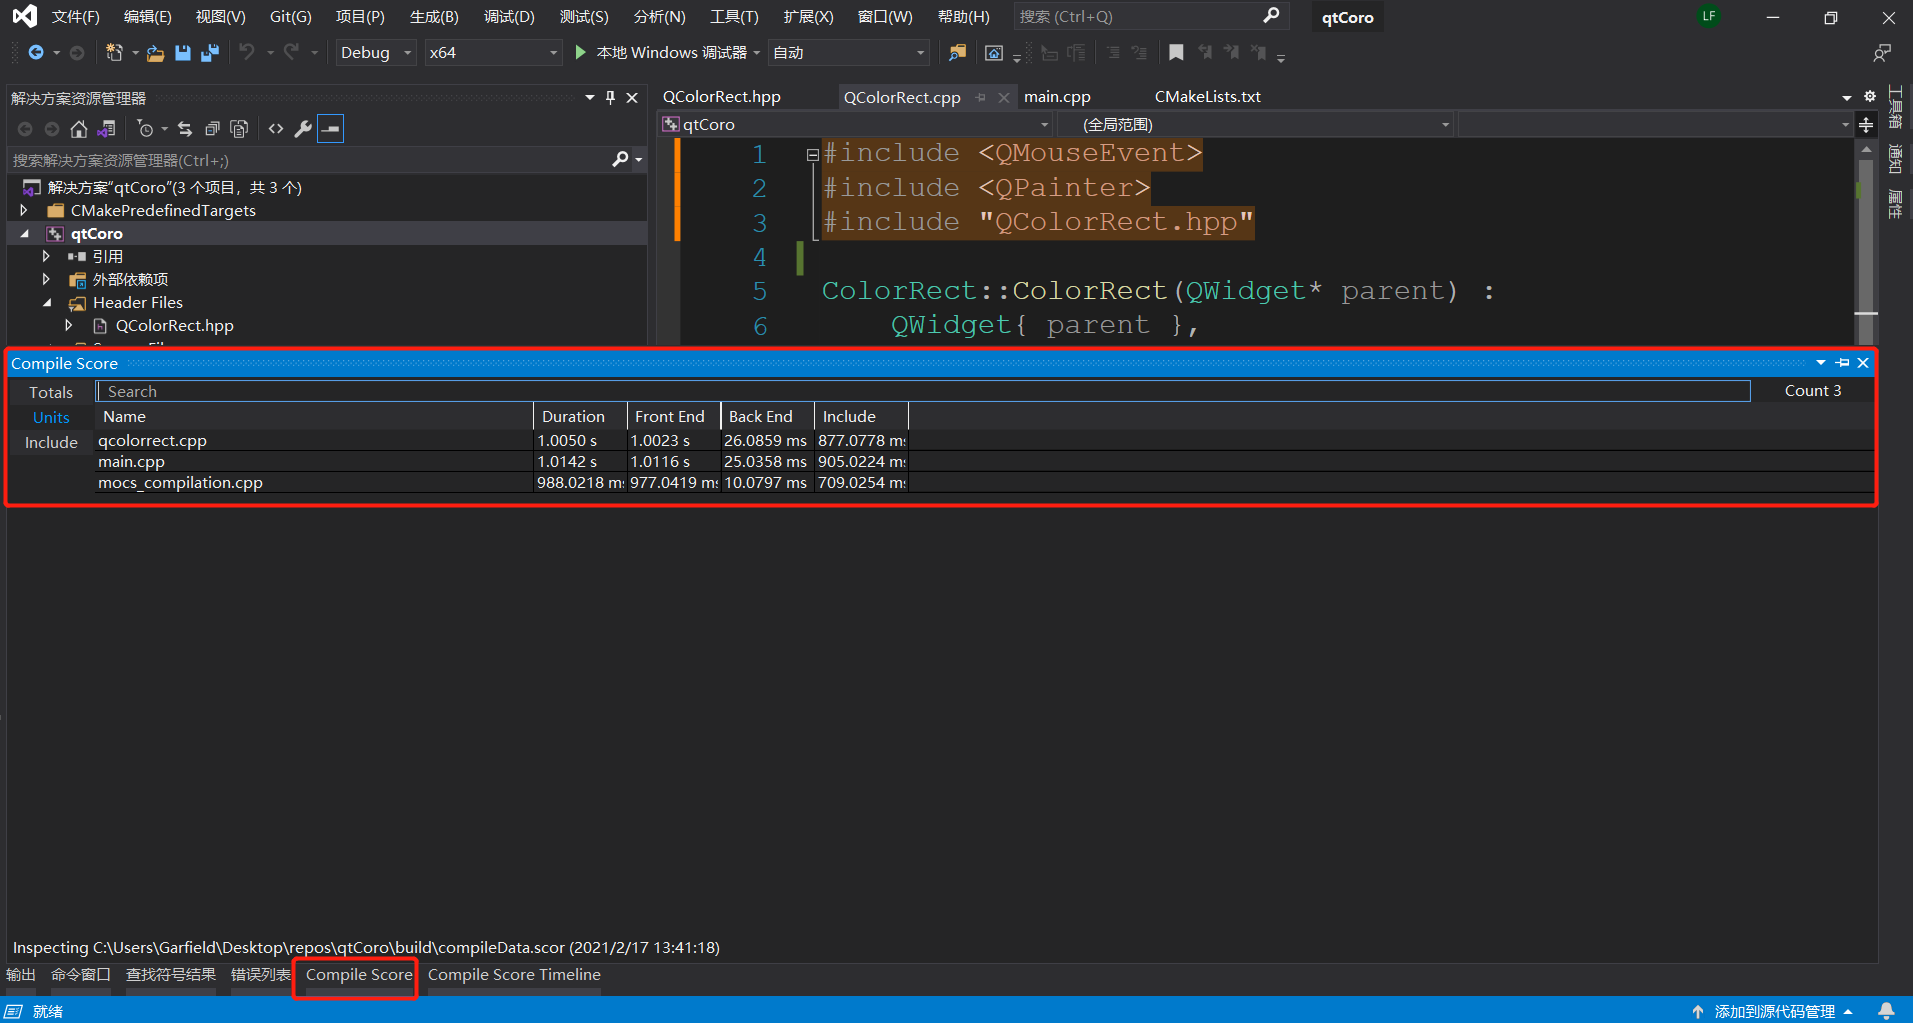 文件(F) 编辑(E) 视图(V) Git(G) 项目(P) 生成(B) 调试(D) 测试(S) 分析(N) 工具(T) 扩展(X) 窗口(W) 帮助(H) 搜索 (Ctrl+Q) qtCoro LF
Debug x64 本地 Windows 调试器 自动
解决方案资源管理器
搜索解决方案资源管理器(Ctrl+;)
解决方案"qtCoro"(3 个项目，共 3 个)
CMakePredefinedTargets
qtCoro
引用
外部依赖项
Header Files
QColorRect.hpp
QColorRect.hpp QColorRect.cpp main.cpp CMakeLists.txt
qtCoro (全局范围)
1 #include <QMouseEvent>
2 #include <QPainter>
3 #include "QColorRect.hpp"
4
5 ColorRect::ColorRect(QWidget* parent) :
6 QWidget{ parent },
工具箱
通知
属性
Compile Score
Totals Search Count 3
Units Name Duration Front End Back End Include
Include qcolorrect.cpp 1.0050 s 1.0023 s 26.0859 ms 877.0778 m
main.cpp 1.0142 s 1.0116 s 25.0358 ms 905.0224 m
mocs_compilation.cpp 988.0218 m 977.0419 m 10.0797 ms 709.0254 m
Inspecting C:\Users\Garfield\Desktop\repos\qtCoro\build\compileData.scor (2021/2/17 13:41:18)
输出 命令窗口 查找符号结果 错误列表 Compile Score Compile Score Timeline
就绪 添加到源代码管理